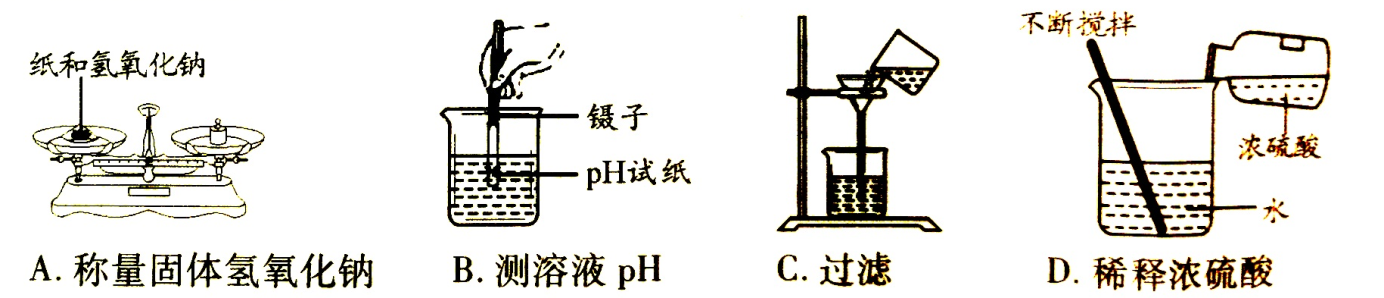 纸和氢氧化钠
镊子
pH试纸
不断搅拌
浓硫酸
水
A. 称量固体氢氧化钠
B. 测溶液 pH
C. 过滤
D. 稀释浓硫酸